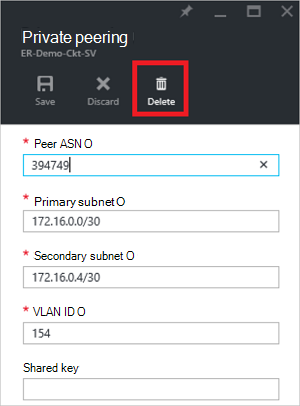 Private peering
ER-Demo-Ckt-SV
Save Discard Delete
* Peer ASN O
394749
* Primary subnet O
172.16.0.0/30
* Secondary subnet O
172.16.0.4/30
* VLAN ID O
154
Shared key